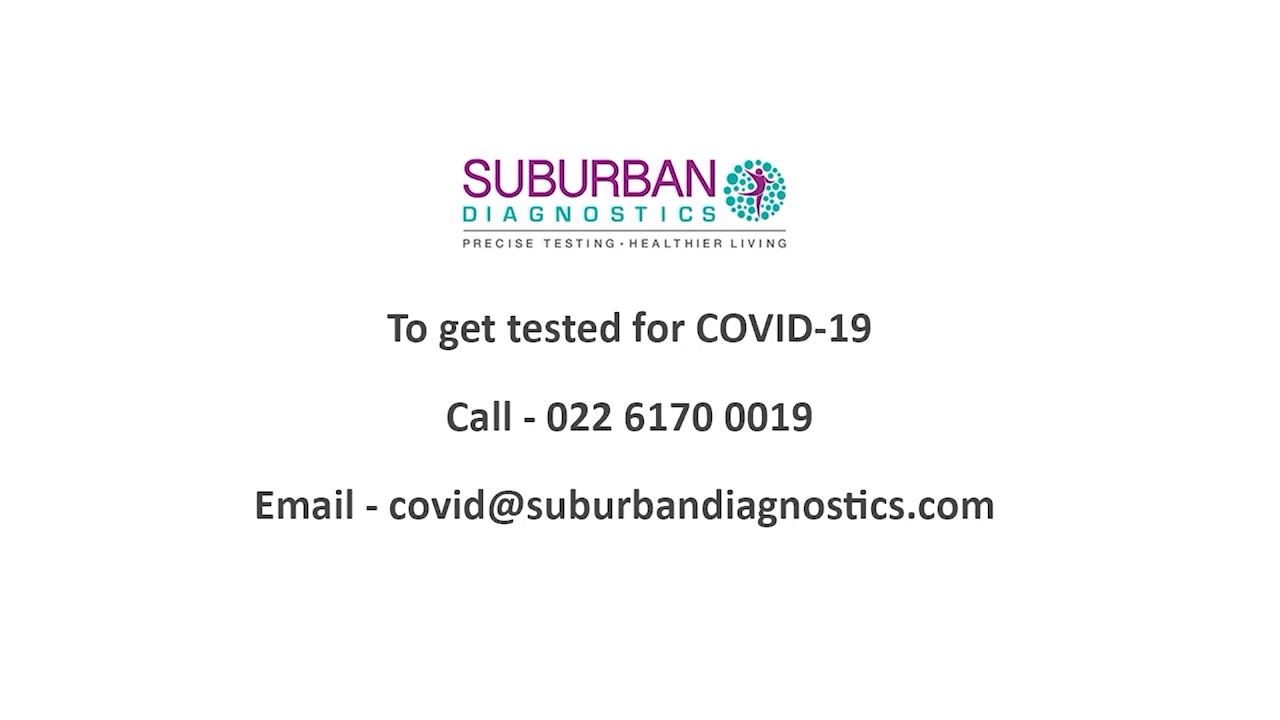 SUBURBAN
DIAGNOSTICS
PRECISE TESTING • HEALTHIER LIVING
To get tested for COVID-19
Call - 022 6170 0019
Email - covid@suburbandiagnostics.com